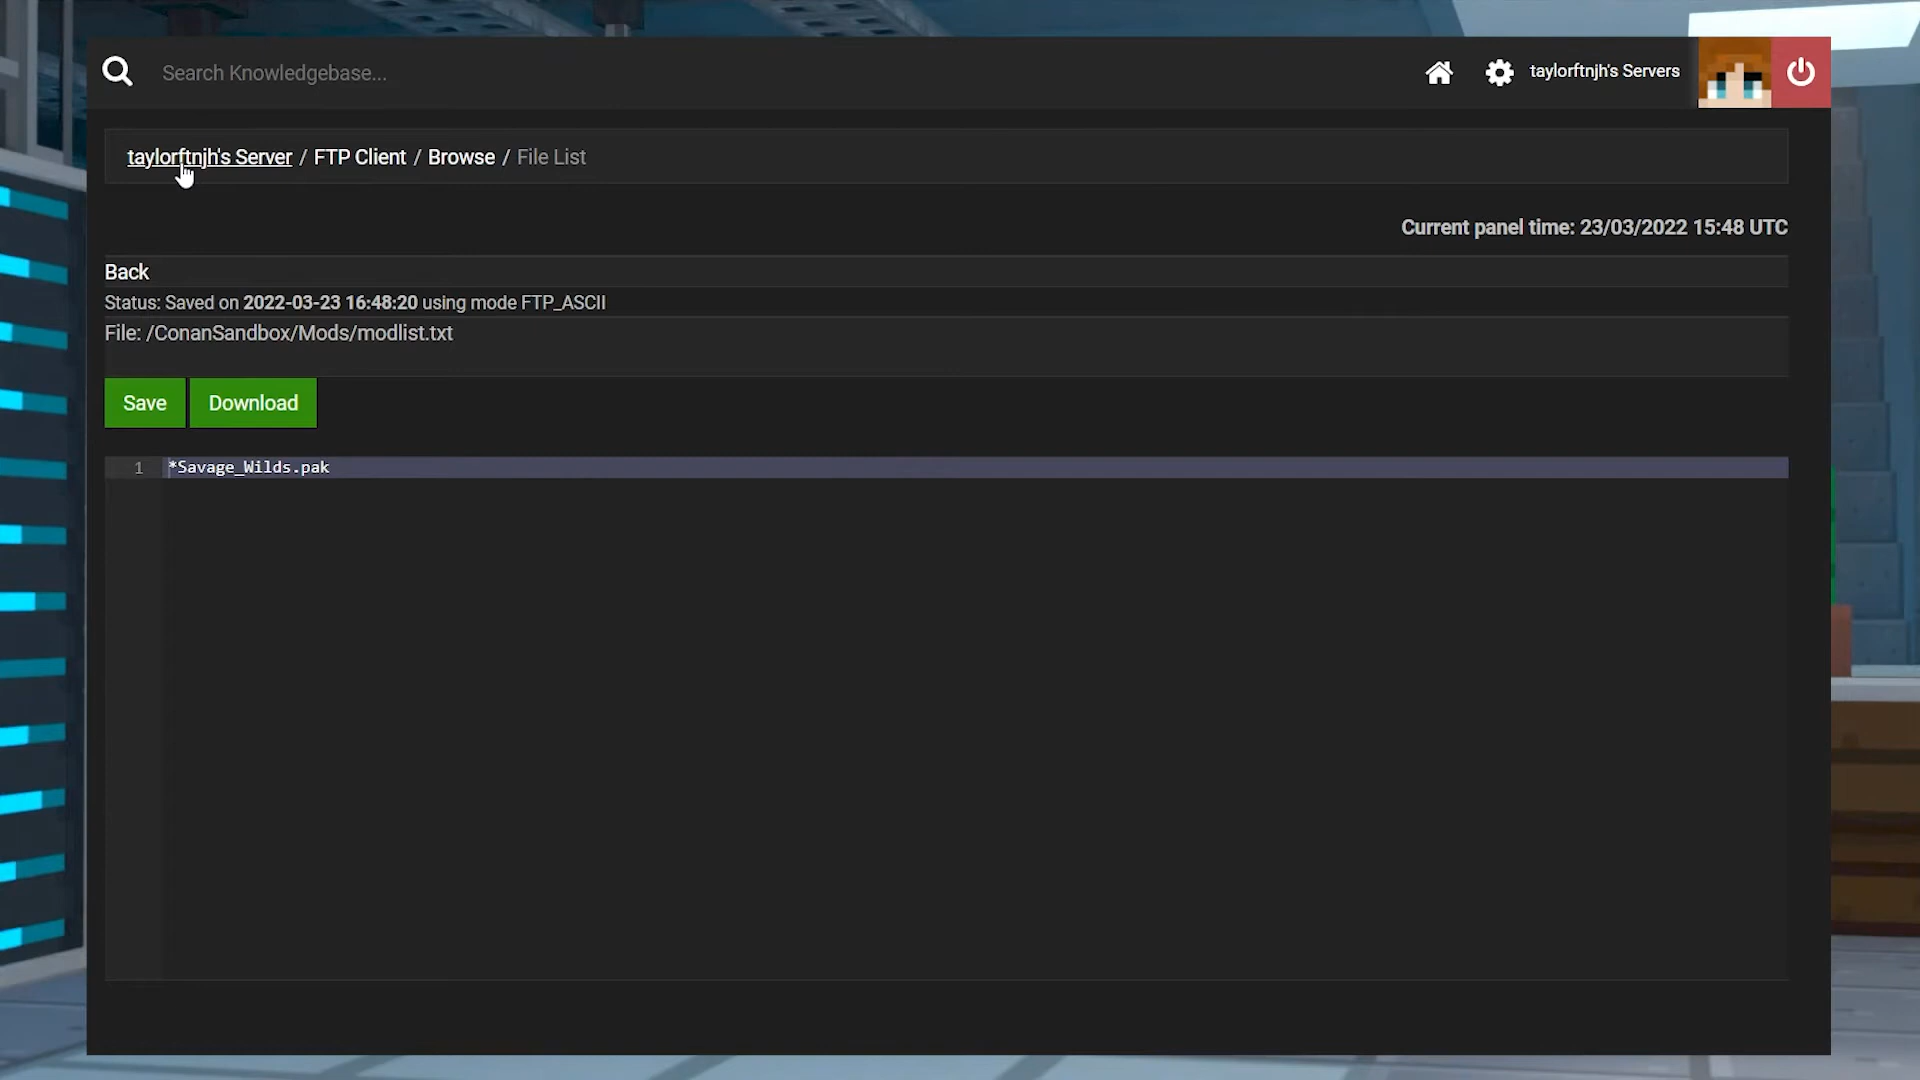 Search Knowledgebase...
taylorftnjh's Servers
taylorftnjh's Server / FTP Client / Browse / File List
Current panel time: 23/03/2022 15:48 UTC
Back
Status: Saved on 2022-03-23 16:48:20 using mode FTP_ASCII
File: /ConanSandbox/Mods/modlist.txt
Save Download
1 *Savage_Wilds.pak